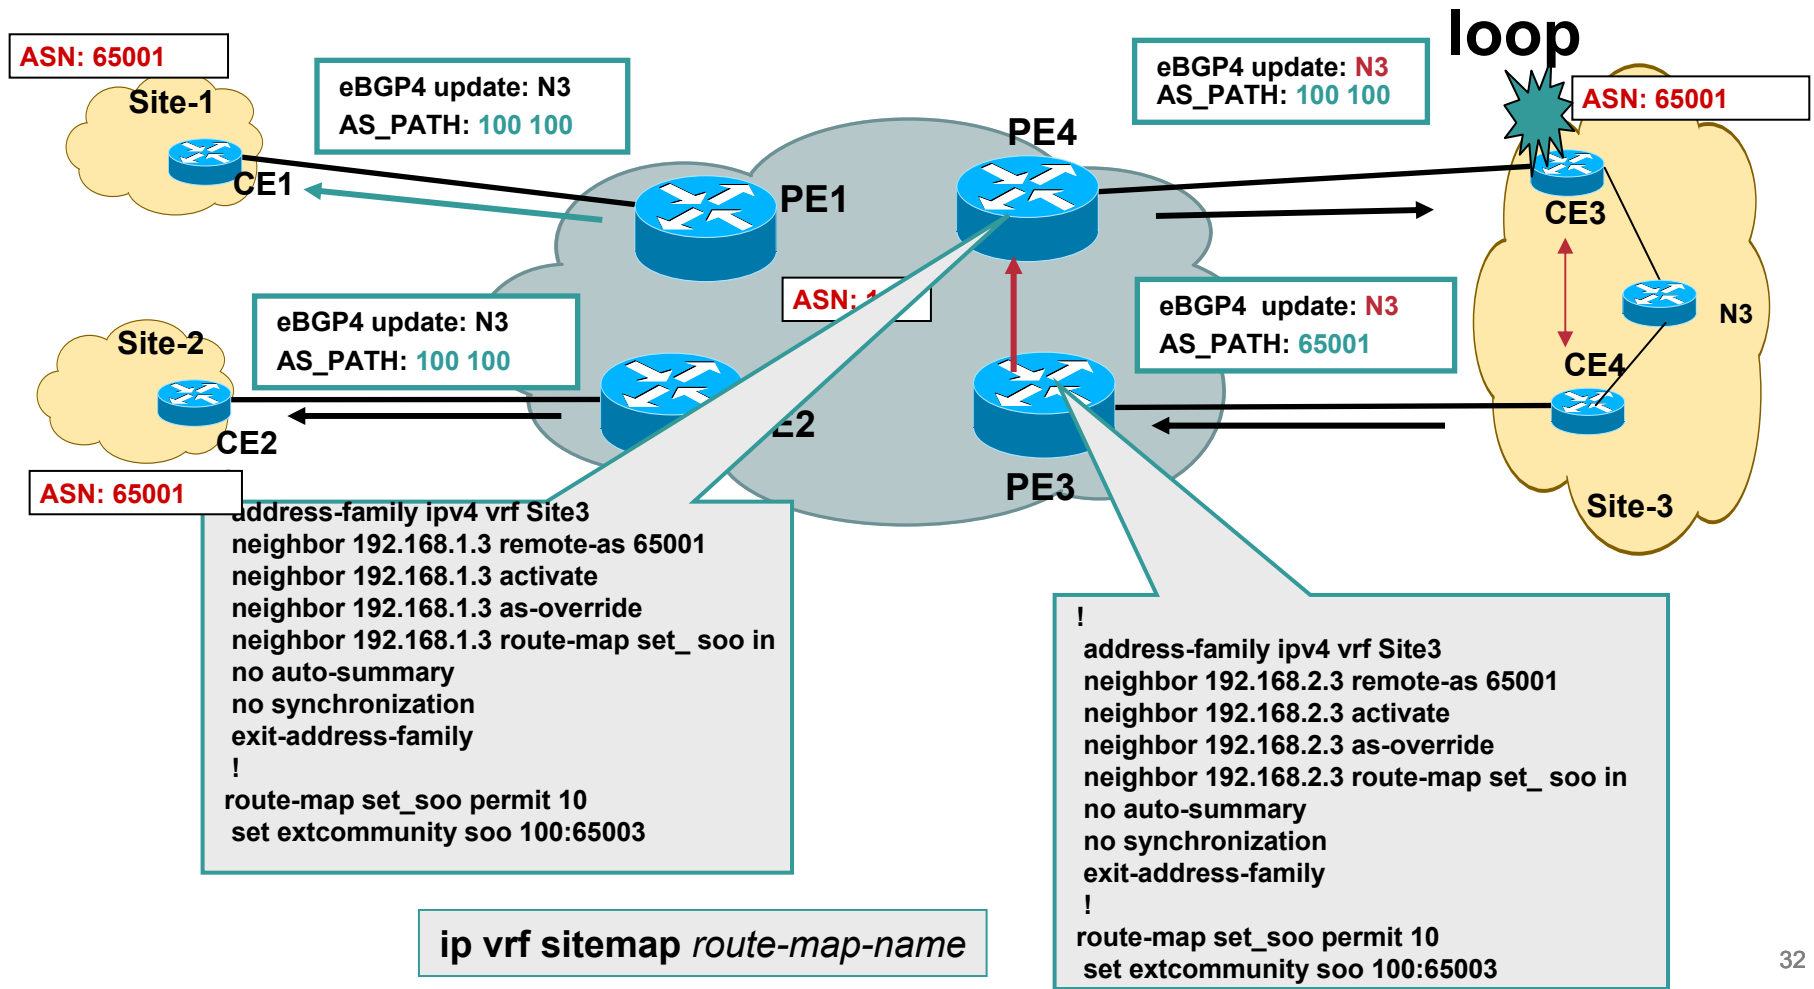 loop
ASN: 65001
Site-1
CE1
eBGP4 update: N3
AS_PATH: 100 100
PE1
PE4
eBGP4 update: N3
AS_PATH: 100 100
ASN: 65001
CE3
N3
CE4
Site-3
ASN: 1
eBGP4 update: N3
AS_PATH: 65001
Site-2
CE2
ASN: 65001
eBGP4 update: N3
AS_PATH: 100 100
E2
PE3
address-family ipv4 vrf Site3
neighbor 192.168.1.3 remote-as 65001
neighbor 192.168.1.3 activate
neighbor 192.168.1.3 as-override
neighbor 192.168.1.3 route-map set_ soo in
no auto-summary
no synchronization
exit-address-family
!
route-map set_soo permit 10
set extcommunity soo 100:65003
!
address-family ipv4 vrf Site3
neighbor 192.168.2.3 remote-as 65001
neighbor 192.168.2.3 activate
neighbor 192.168.2.3 as-override
neighbor 192.168.2.3 route-map set_ soo in
no auto-summary
no synchronization
exit-address-family
!
route-map set_soo permit 10
set extcommunity soo 100:65003
ip vrf sitemap route-map-name
32